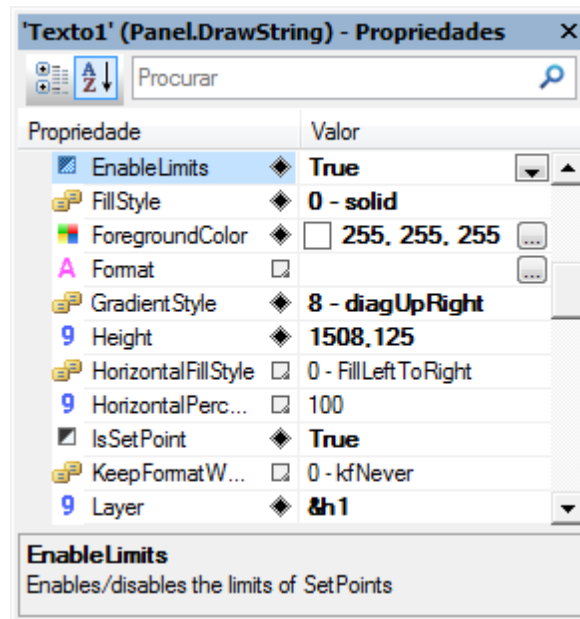 'Texto1' (Panel.DrawString) - Propriedades
Procurar
Propriedade Valor
EnableLimits True
FillStyle 0 - solid
ForegroundColor 255, 255, 255 ...
Format ...
GradientStyle 8 - diagUpRight
Height 1508,125
HorizontalFillStyle 0 - FillLeftToRight
HorizontalPerc... 100
IsSetPoint True
KeepFormatW... 0 - kfNever
Layer &h1
EnableLimits
Enables/disables the limits of SetPoints